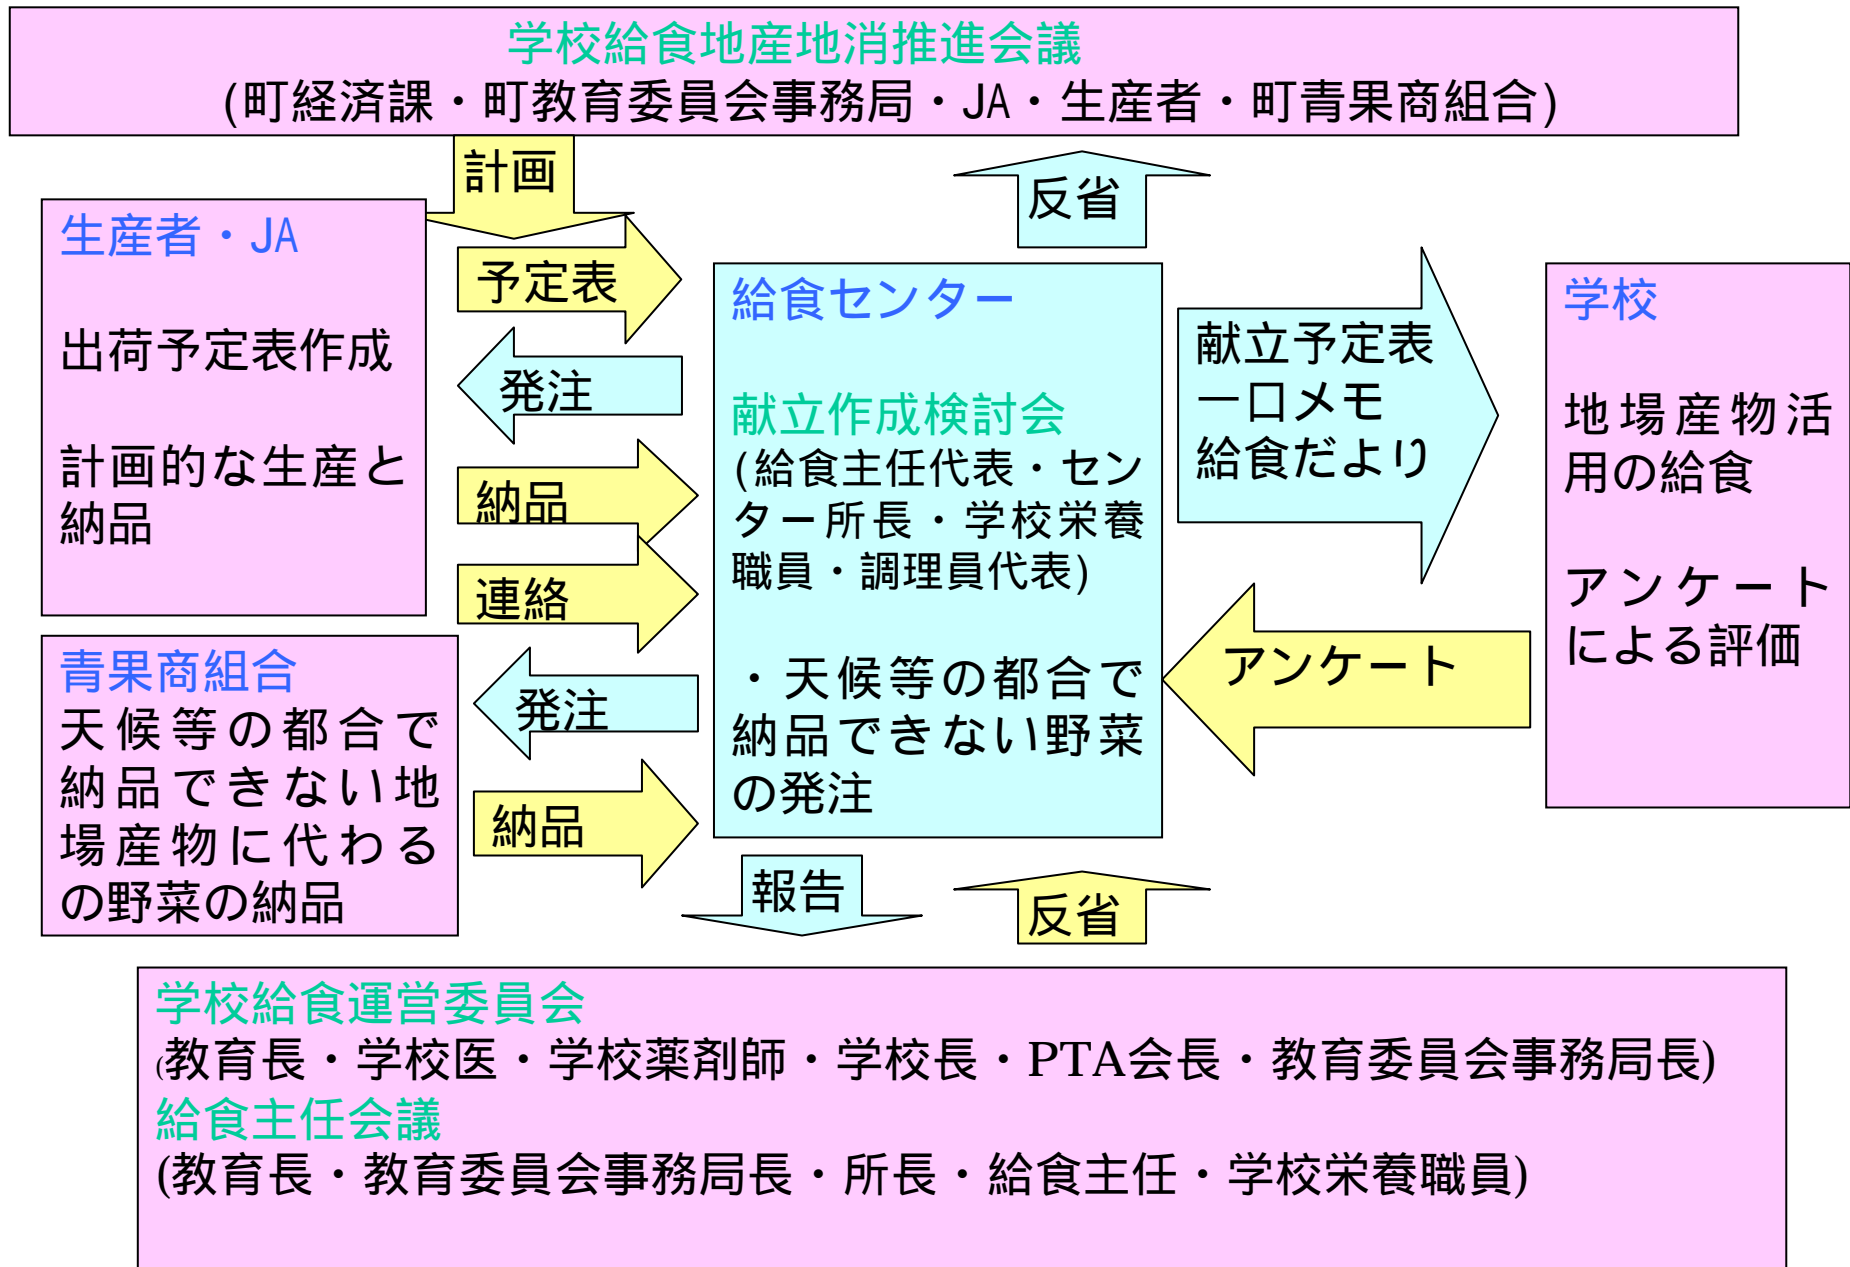 学校給食地産地消推進会議
(町経済課・町教育委員会事務局・JA・生産者・町青果商組合)
計画
反省
生産者・JA
出荷予定表作成
計画的な生産と
納品
予定表
発注
納品
連絡
給食センター
献立作成検討会
(給食主任代表・セン
ター所長・学校栄養
職員・調理員代表)
・天候等の都合で
納品できない野菜
の発注
献立予定表
一口メモ
給食だより
アンケート
学校
地場産物活
用の給食
アンケート
による評価
青果商組合
天候等の都合で
納品できない地
場産物に代わる
の野菜の納品
発注
納品
報告
反省
学校給食運営委員会
(教育長・学校医・学校薬剤師・学校長・PTA会長・教育委員会事務局長)
給食主任会議
(教育長・教育委員会事務局長・所長・給食主任・学校栄養職員)